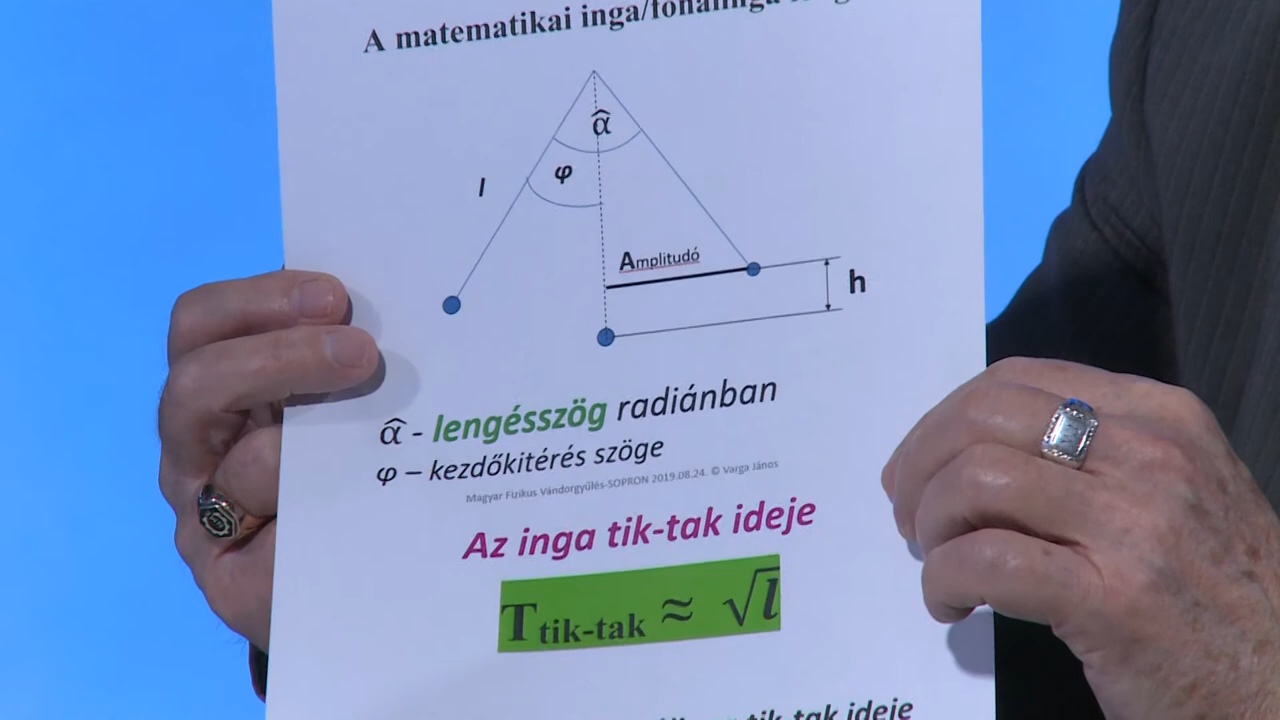 A matematikai inga/fonálinga
α̂
φ
l
Amplitudó
h
α̂ - lengésszög radiánban
φ – kezdőkitérés szöge
Magyar Fizikus Vándorgyűlés-SOPRON 2019.08.24. © Varga János
Az inga tik-tak ideje
Ttik-tak ≈ √l
tik-tak ideje